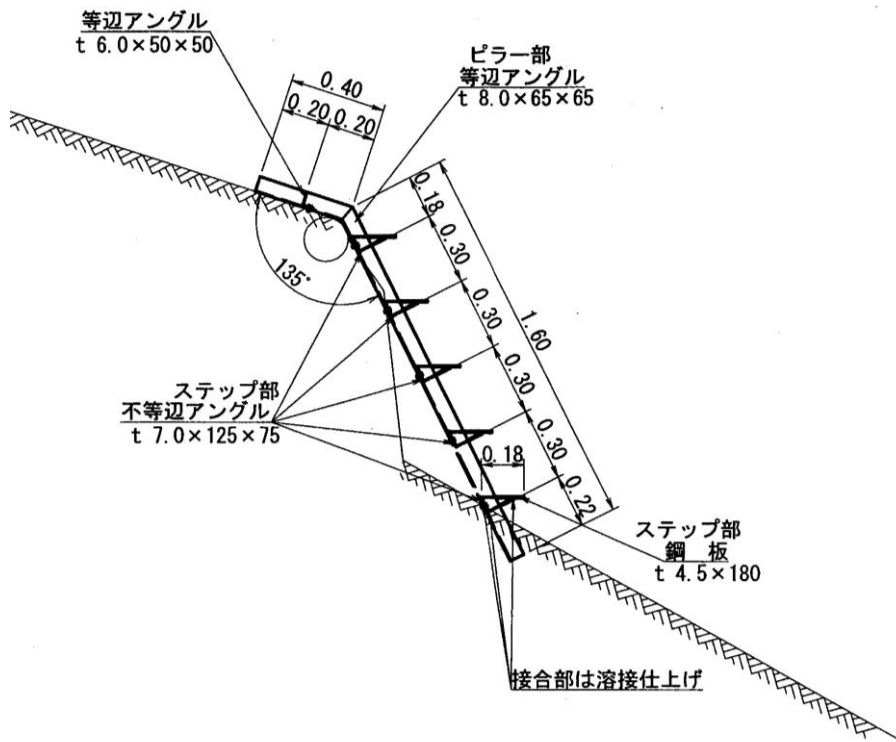 等辺アングル
t 6.0×50×50
ピラー部
等辺アングル
t 8.0×65×65
0.40
0.20
0.20
0.18
0.30
0.30
0.30
0.30
0.22
1.60
135°
ステップ部
不等辺アングル
t 7.0×125×75
0.18
ステップ部
鋼 板
t 4.5×180
接合部は溶接仕上げ